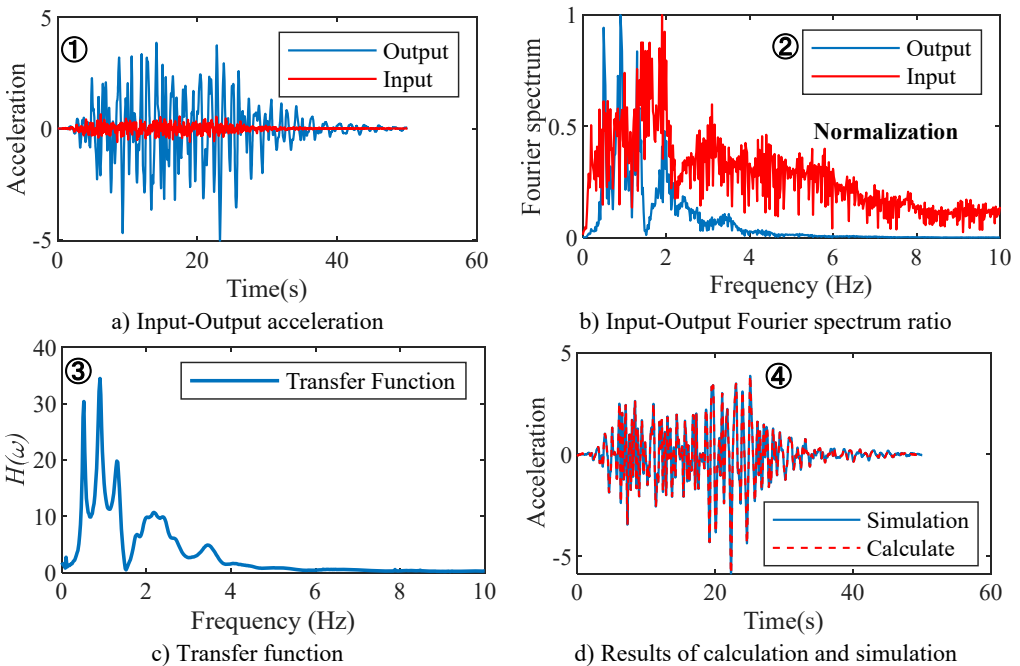 5
①
Output
Input
Acceleration
0
-5
0
20
40
60
Time(s)
a) Input-Output acceleration
1
②
Output
Input
Fourier spectrum
0.5
Normalization
0
0
2
4
6
8
10
Frequency (Hz)
b) Input-Output Fourier spectrum ratio
40
③
Transfer Function
30
H(ω)
20
10
0
0
2
4
6
8
10
Frequency (Hz)
c) Transfer function
5
④
Acceleration
0
Simulation
Calculate
-5
0
20
40
60
Time(s)
d) Results of calculation and simulation